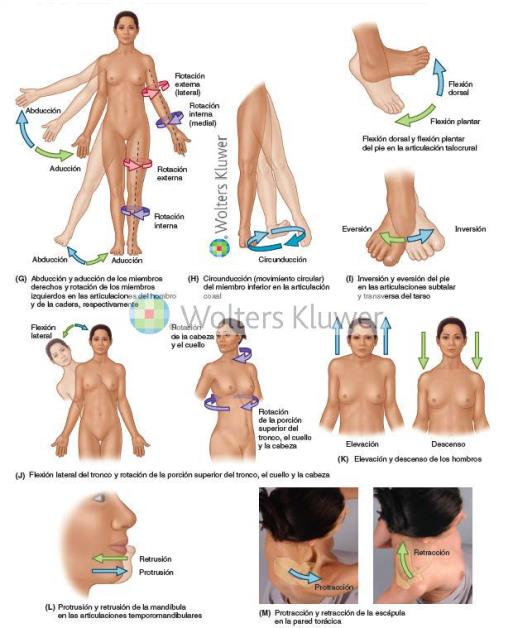 Abducción
Aducción
Rotación
externa
(lateral)
Rotación
interna
(medial)
Rotación
externa
Rotación
interna
Abducción
Aducción
(G) Abducción y aducción de los miembros
derechos y rotación de los miembros
izquierdos en las articulaciones del hombro
y de la cadera, respectivamente
Wolters Kluwer
Circunducción
(H) Circunducción (movimiento circular)
del miembro inferior en la articulación
coxal
Flexión
dorsal
Flexión plantar
Flexión dorsal y flexión plantar
del pie en la articulación talocrural
Eversión
Inversión
(I) Inversión y eversión del pie
en las articulaciones subtalar
y transversa del tarso
Wolters Kluwer
Flexión
lateral
Rotación
de la cabeza
y el cuello
Rotación
de la porción
superior del
tronco, el cuello
y la cabeza
(J) Flexión lateral del tronco y rotación de la porción superior del tronco, el cuello y la cabeza
Elevación
Descenso
(K) Elevación y descenso de los hombros
Retrusión
Protrusión
(L) Protrusión y retrusión de la mandíbula
en las articulaciones temporomandibulares
Protracción
Retracción
(M) Protracción y retracción de la escápula
en la pared torácica